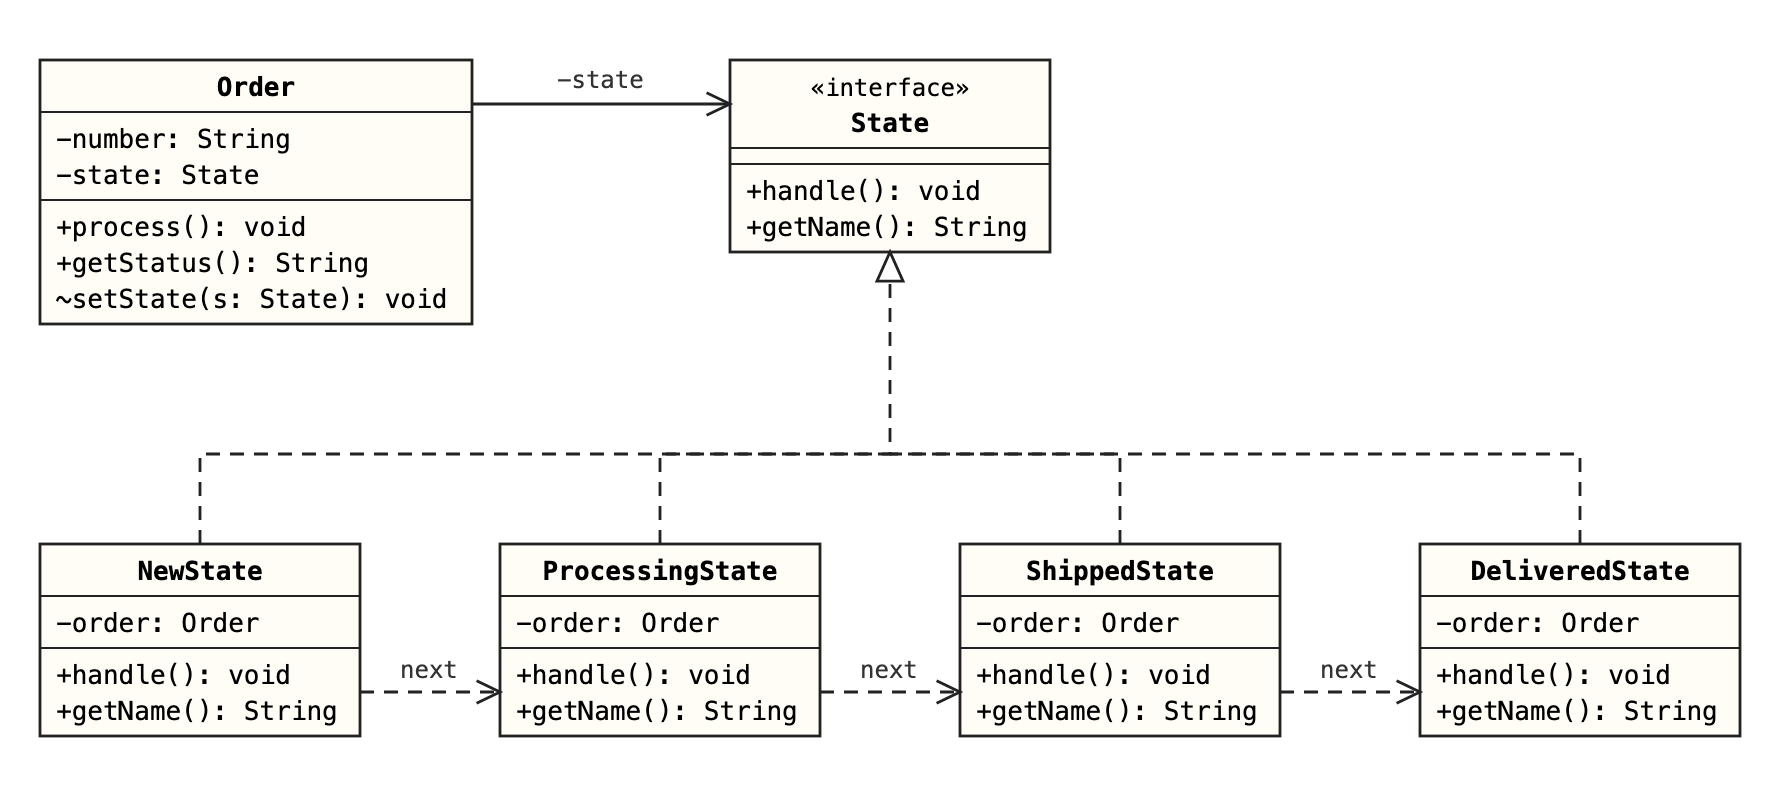 Order
−number: String
−state: State
+process(): void
+getStatus(): String
~setState(s: State): void
−state
«interface»
State
+handle(): void
+getName(): String
NewState
−order: Order
+handle(): void
+getName(): String
next
ProcessingState
−order: Order
+handle(): void
+getName(): String
next
ShippedState
−order: Order
+handle(): void
+getName(): String
next
DeliveredState
−order: Order
+handle(): void
+getName(): String